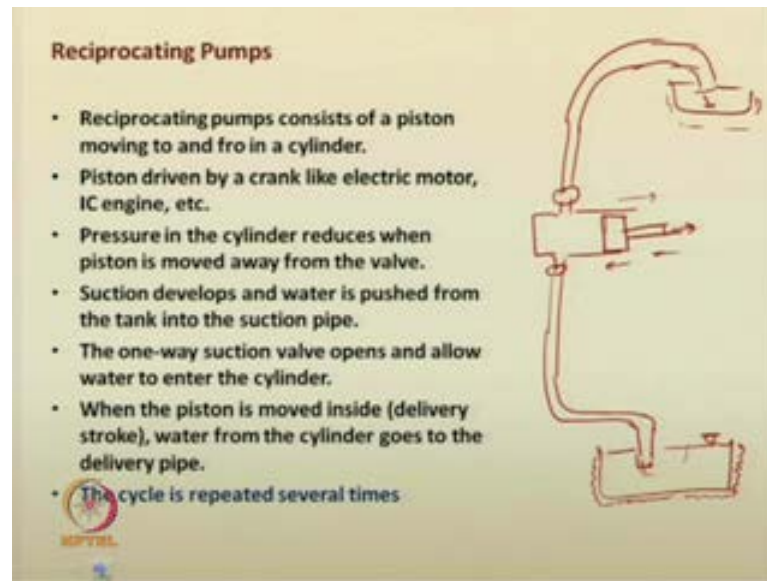 Reciprocating Pumps
• Reciprocating pumps consists of a piston
moving to and fro in a cylinder.
• Piston driven by a crank like electric motor,
IC engine, etc.
• Pressure in the cylinder reduces when
piston is moved away from the valve.
• Suction develops and water is pushed from
the tank into the suction pipe.
• The one-way suction valve opens and allow
water to enter the cylinder.
• When the piston is moved inside (delivery
stroke), water from the cylinder goes to the
delivery pipe.
• The cycle is repeated several times
NPTEL